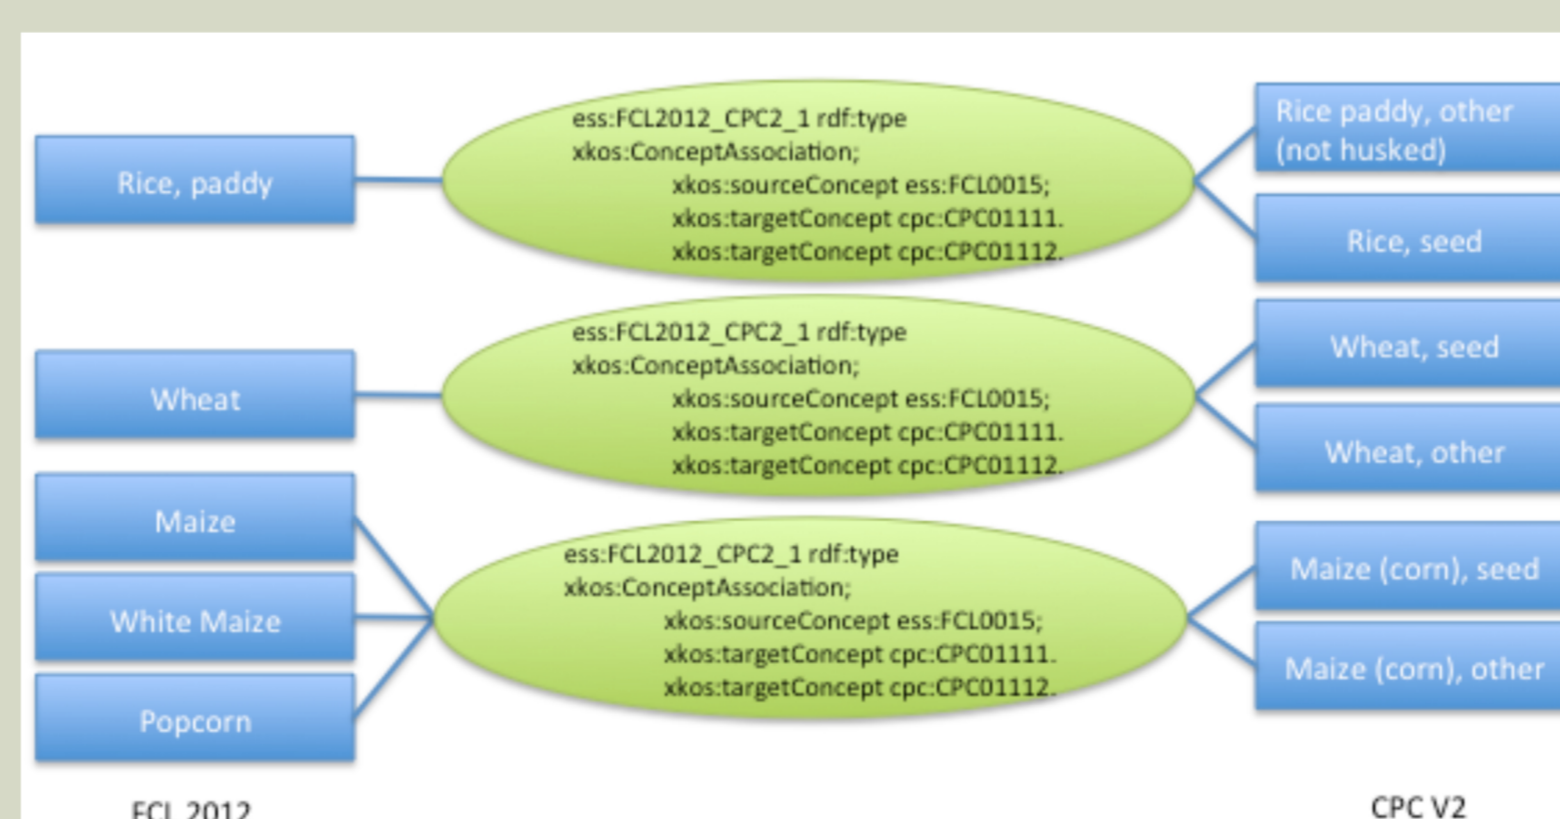 Rice, paddy
ess:FCL2012_CPC2_1 rdf:type
xkos:ConceptAssociation;
xkos:sourceConcept ess:FCL0015;
xkos:targetConcept cpc:CPC01111.
xkos:targetConcept cpc:CPC01112.
Rice paddy, other
(not husked)
Rice, seed
Wheat
ess:FCL2012_CPC2_1 rdf:type
xkos:ConceptAssociation;
xkos:sourceConcept ess:FCL0015;
xkos:targetConcept cpc:CPC01111.
xkos:targetConcept cpc:CPC01112.
Wheat, seed
Wheat, other
Maize
White Maize
Popcorn
ess:FCL2012_CPC2_1 rdf:type
xkos:ConceptAssociation;
xkos:sourceConcept ess:FCL0015;
xkos:targetConcept cpc:CPC01111.
xkos:targetConcept cpc:CPC01112.
Maize (corn), seed
Maize (corn), other
FCL 2012
CPC V2